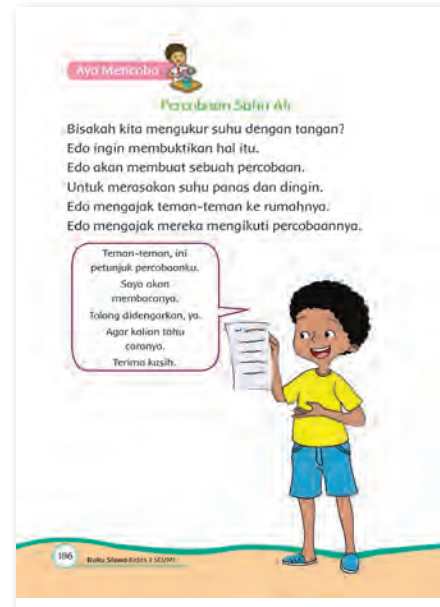 Ayo Mencoba
Percobaan Suhu Air
Bisakah kita mengukur suhu dengan tangan?
Edo ingin membuktikan hal itu.
Edo akan membuat sebuah percobaan.
Untuk merasakan suhu panas dan dingin.
Edo mengajak teman-teman ke rumahnya.
Edo mengajak mereka mengikuti percobaannya.
Teman-teman, ini
petunjuk percobaanku.
Saya akan
membacanya.
Tolong didengarkan, ya.
Agar kalian tahu
caranya.
Terima kasih.
186 Buku Siswa Kelas SD/MI